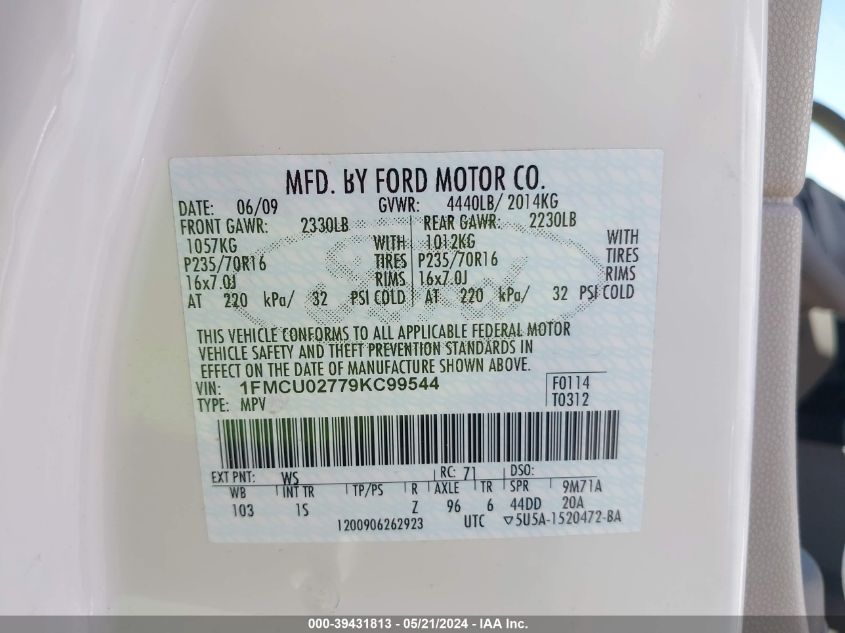 MFD. BY FORD MOTOR CO.
DATE: 06/09 GVWR: 4440LB/ 2014KG
FRONT GAWR: 2330LB REAR GAWR: 2230LB
1057KG WITH 1012KG WITH
P235/70R16 TIRES P235/70R16 TIRES
16x7.0J RIMS 16x7.0J RIMS
AT 220 kPa/ 32 PSI COLD AT 220 kPa/ 32 PSI COLD
THIS VEHICLE CONFORMS TO ALL APPLICABLE FEDERAL MOTOR
VEHICLE SAFETY AND THEFT PREVENTION STANDARDS IN
EFFECT ON THE DATE OF MANUFACTURE SHOWN ABOVE.
VIN: 1FMCU02779KC99544 F0114
TYPE: MPV T0312
EXT PNT: WS RC: 71 DSO:
WB INT TR TP/PS R AXLE TR SPR 9M71A
103 1S Z 96 6 44DD 20A
1200906262923 UTC ▽5U5A-1520472-BA
000-39431813 - 05/21/2024 - IAA Inc.